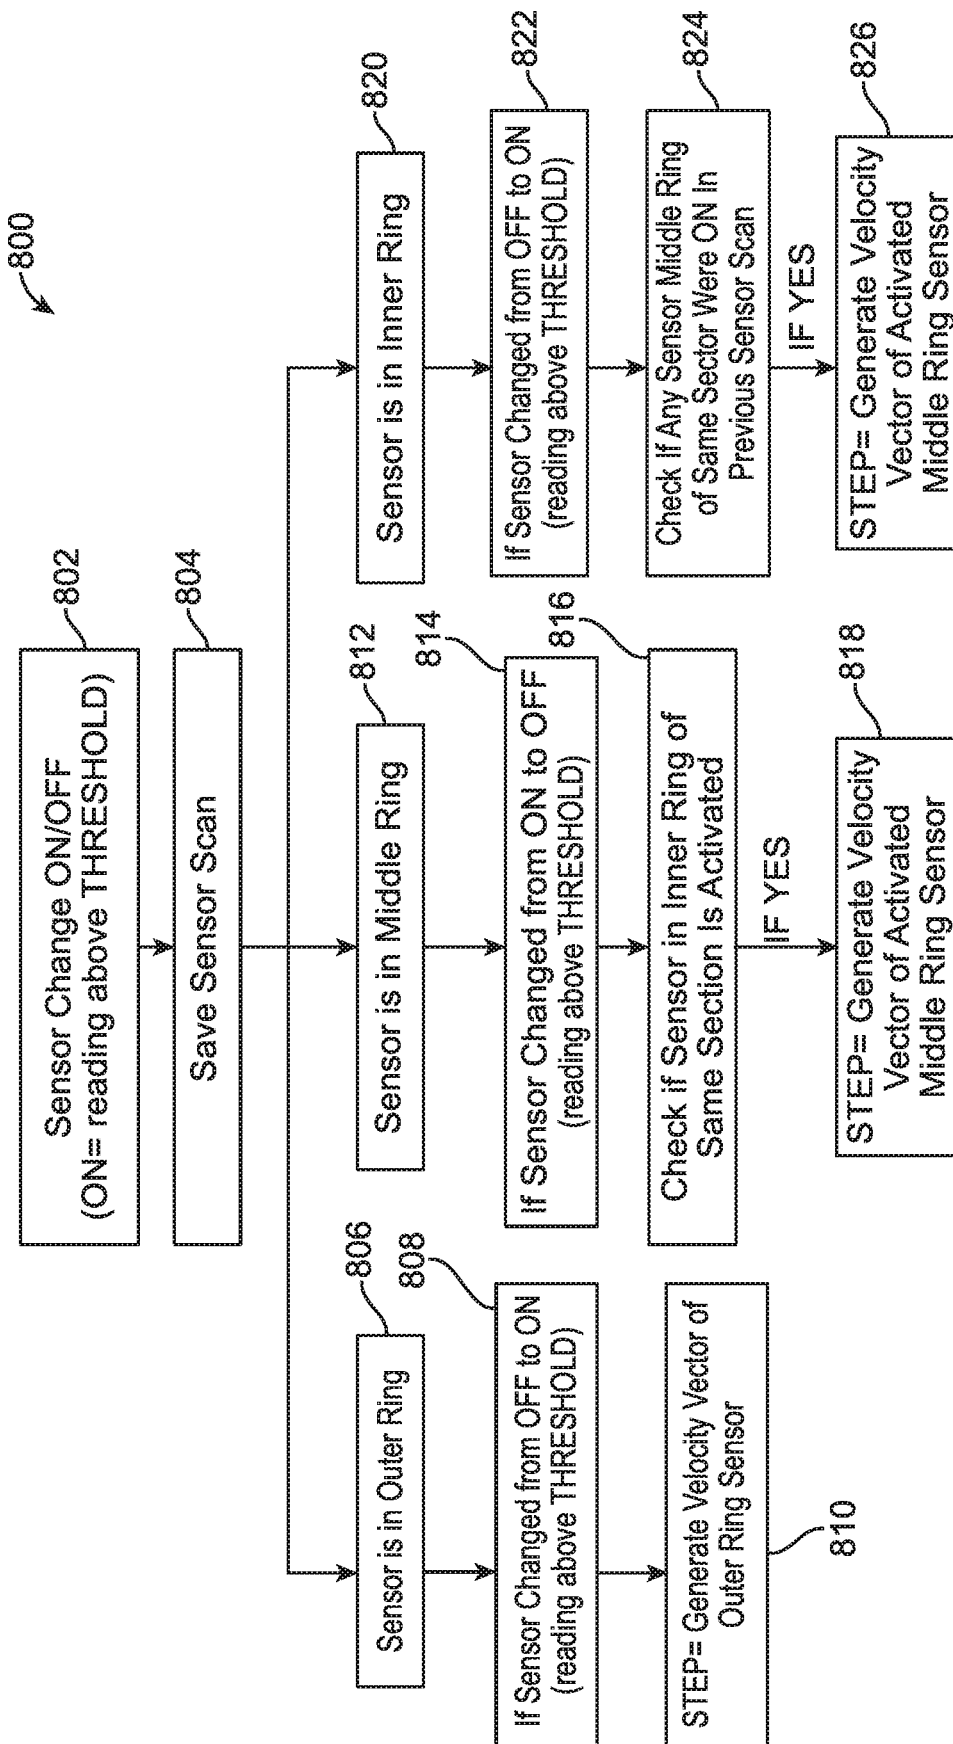 800
Sensor Change ON/OFF
(ON= reading above THRESHOLD)
802
Save Sensor Scan
804
Sensor is in Outer Ring
806
If Sensor Changed from OFF to ON
(reading above THRESHOLD)
808
STEP= Generate Velocity Vector of
Outer Ring Sensor
810
Sensor is in Middle Ring
812
If Sensor Changed from ON to OFF
(reading above THRESHOLD)
814
Check if Sensor in Inner Ring of
Same Section Is Activated
816
IF YES
STEP= Generate Velocity
Vector of Activated
Middle Ring Sensor
818
Sensor is in Inner Ring
820
If Sensor Changed from OFF to ON
(reading above THRESHOLD)
822
Check If Any Sensor Middle Ring
of Same Sector Were ON In
Previous Sensor Scan
824
IF YES
STEP= Generate Velocity
Vector of Activated
Middle Ring Sensor
826